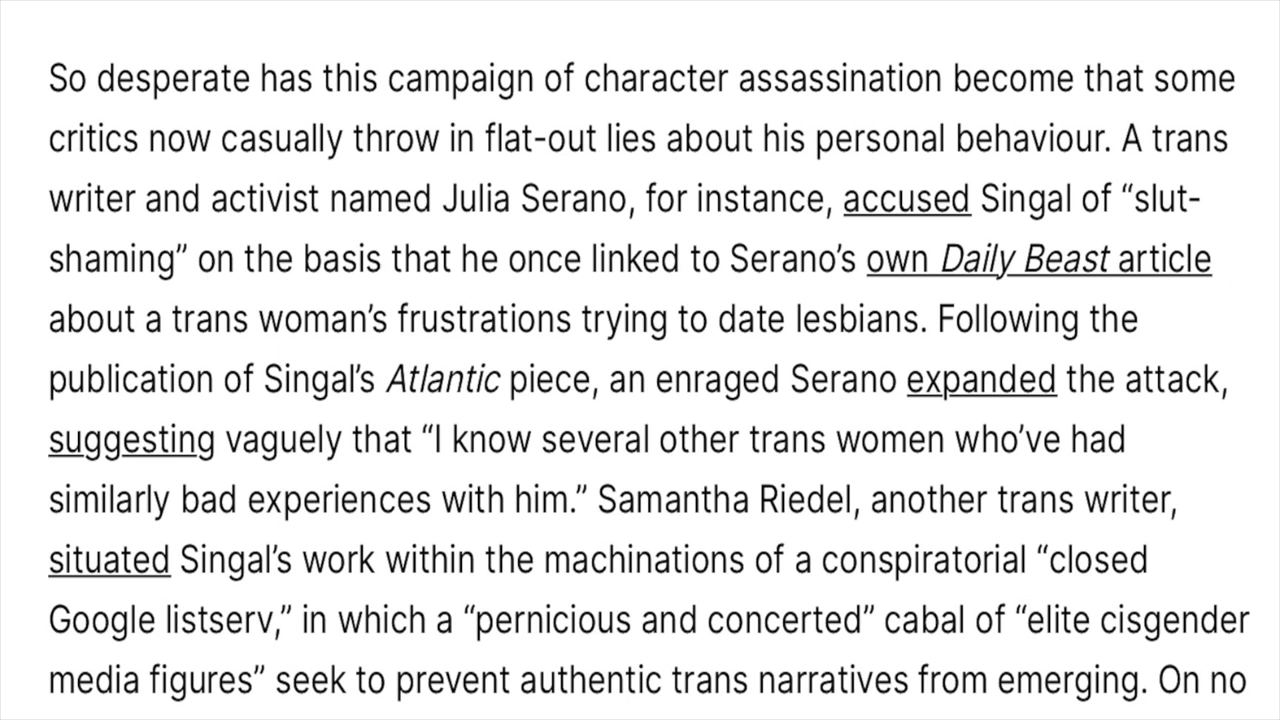 So desperate has this campaign of character assassination become that some
critics now casually throw in flat-out lies about his personal behaviour. A trans
writer and activist named Julia Serano, for instance, accused Singal of “slut-
shaming” on the basis that he once linked to Serano’s own Daily Beast article
about a trans woman’s frustrations trying to date lesbians. Following the
publication of Singal’s Atlantic piece, an enraged Serano expanded the attack,
suggesting vaguely that “I know several other trans women who’ve had
similarly bad experiences with him.” Samantha Riedel, another trans writer,
situated Singal’s work within the machinations of a conspiratorial “closed
Google listserv,” in which a “pernicious and concerted” cabal of “elite cisgender
media figures” seek to prevent authentic trans narratives from emerging. On no